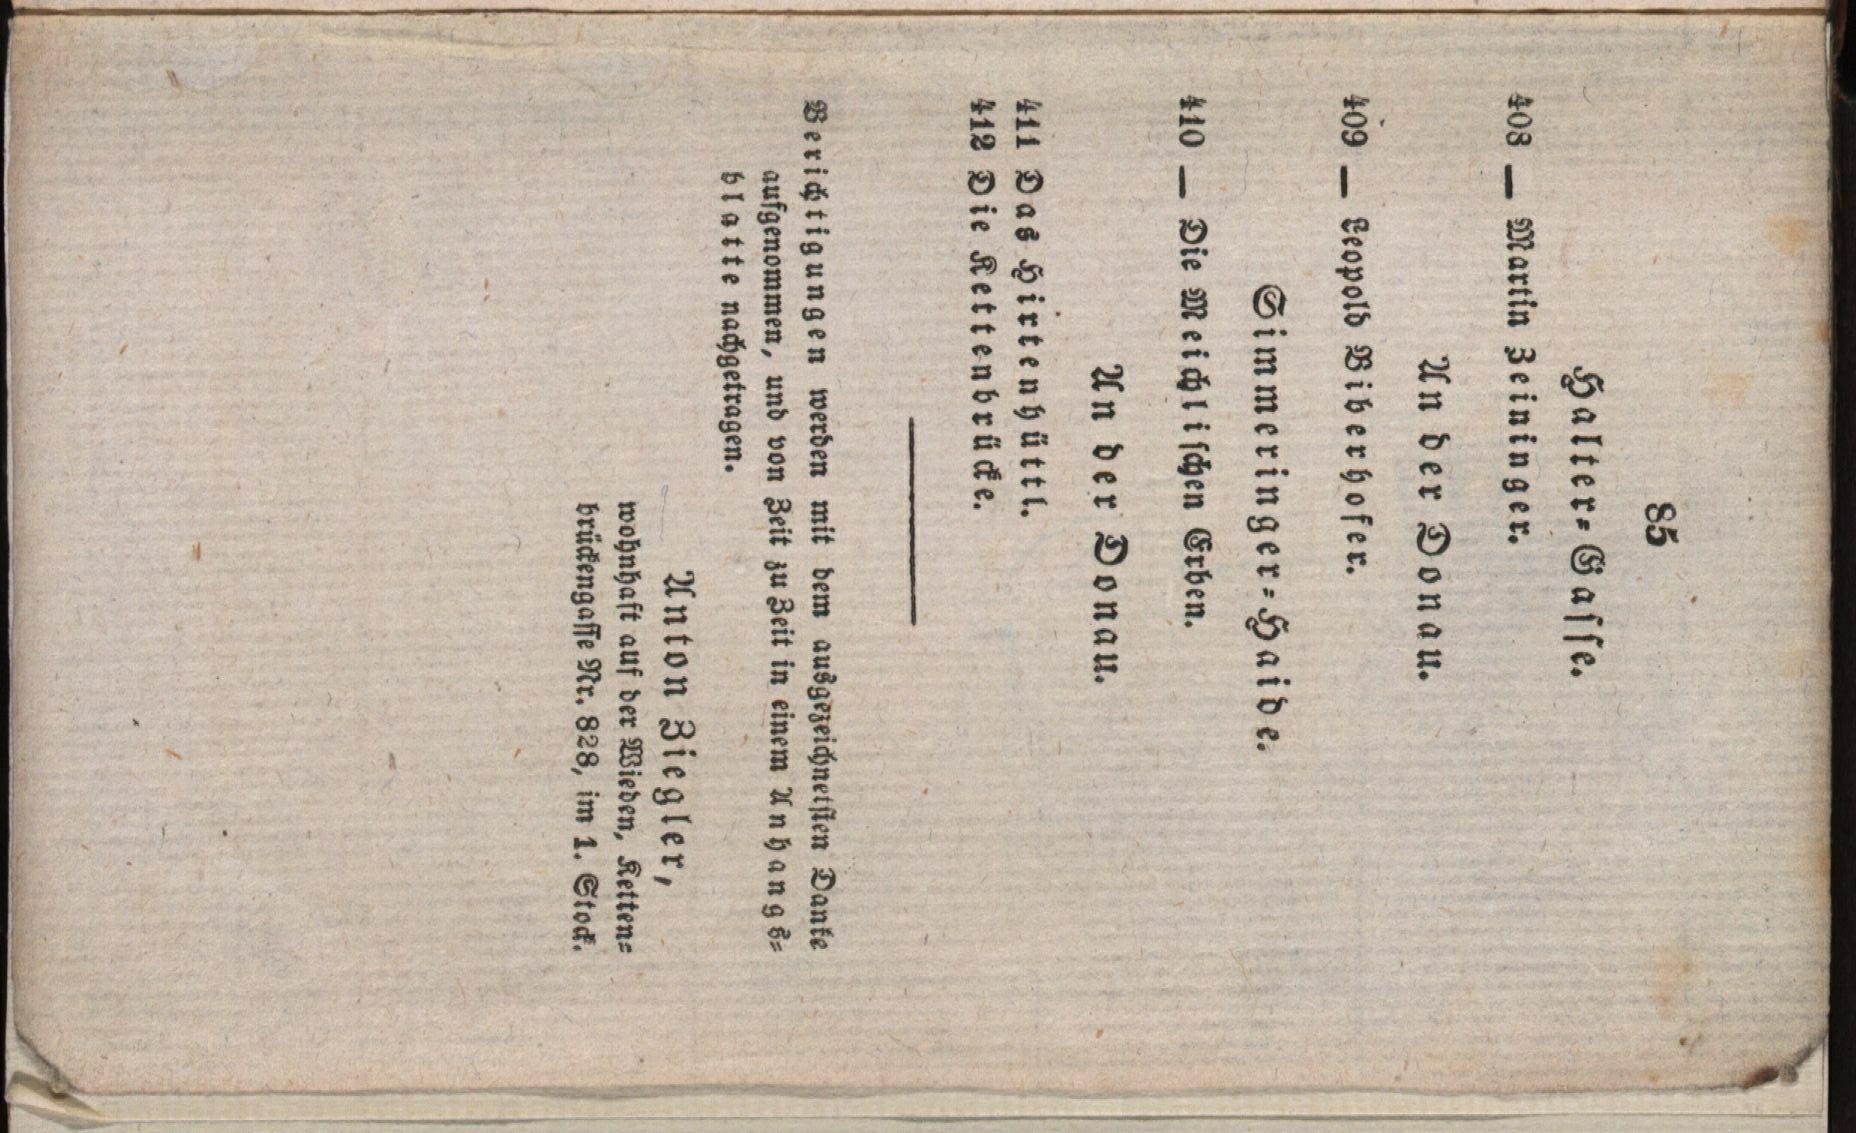 85
Halter-Gasse.
408 — Martin Zeininger.
An der Donau.
409 — Leopold Biberhofer.
Simmeringer-Haide.
410 — Die Meichlischen Erben.
An der Donau.
411 Das Hirtenhüttl.
412 Die Kettenbrücke.
Berichtigungen werden mit dem ausgezeichnetsten Danke
aufgenommen, und von Zeit zu Zeit in einem Anhangs-
blatte nachgetragen.
Anton Ziegler,
wohnhaft auf der Wieden, Ketten-
brückengasse Nr. 828, im 1. Stock.